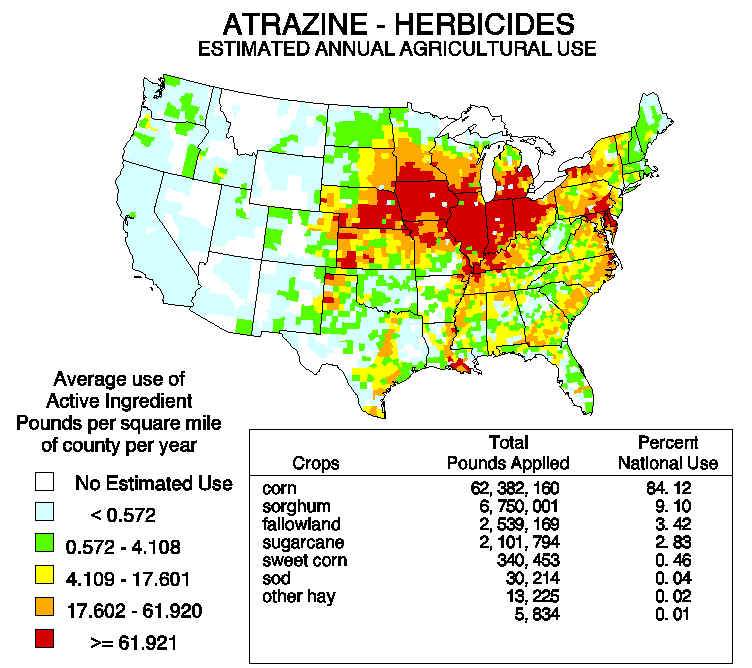 ATRAZINE - HERBICIDES
ESTIMATED ANNUAL AGRICULTURAL USE
Average use of
Active Ingredient
Pounds per square mile
of county per year
No Estimated Use
< 0.572
0.572 - 4.108
4.109 - 17.601
17.602 - 61.920
>= 61.921
Total Percent
Crops Pounds Applied National Use
corn 62, 382, 160 84. 12
sorghum 6, 750, 001 9. 10
fallowland 2, 539, 169 3. 42
sugarcane 2, 101, 794 2. 83
sweet corn 340, 453 0. 46
sod 30, 214 0. 04
other hay 13, 225 0. 02
5, 834 0. 01